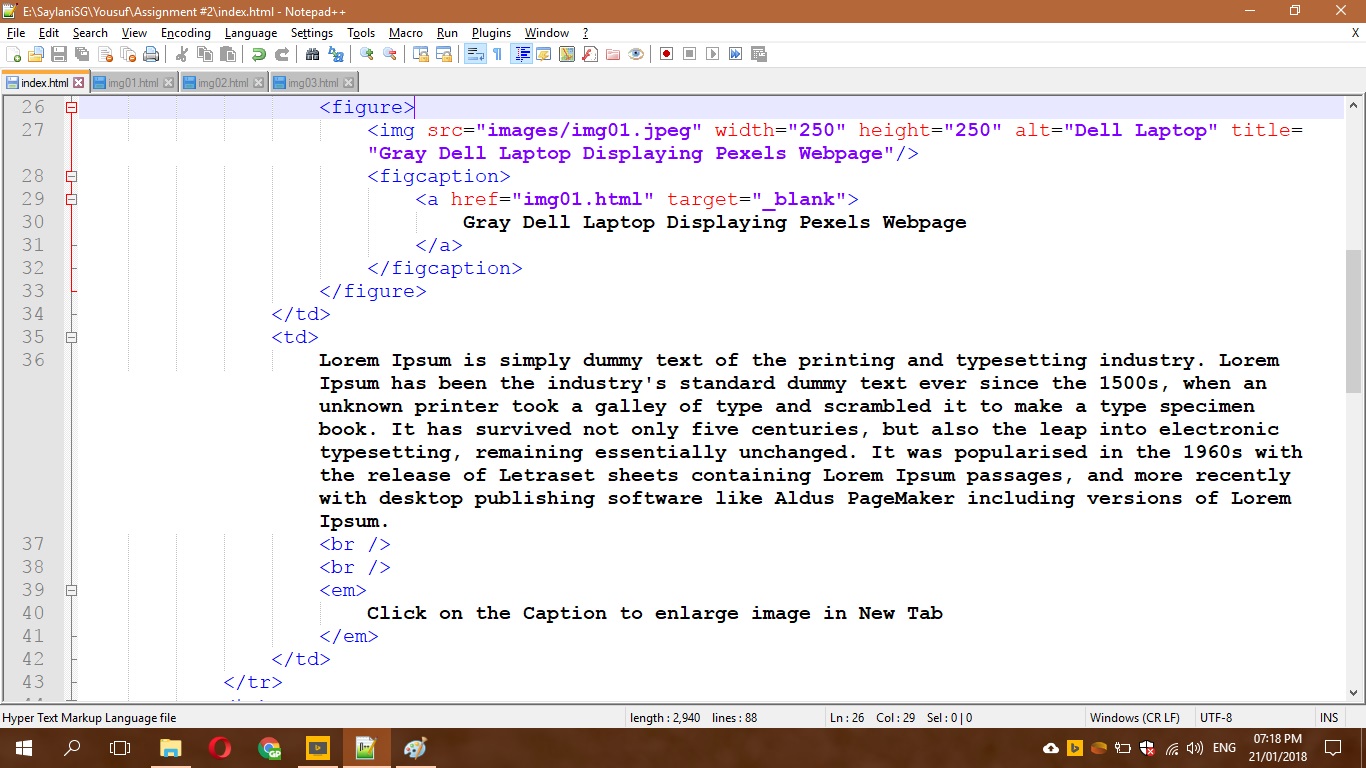 E:\SaylaniSG\Yousuf\Assignment #2\index.html - Notepad++
File Edit Search View Encoding Language Settings Tools Macro Run Plugins Window ? X
index.html img01.html img02.html img03.html
26 <figure>
27 <img src="images/img01.jpeg" width="250" height="250" alt="Dell Laptop" title=
"Gray Dell Laptop Displaying Pexels Webpage"/>
28 <figcaption>
29 <a href="img01.html" target="_blank">
30 Gray Dell Laptop Displaying Pexels Webpage
31 </a>
32 </figcaption>
33 </figure>
34 </td>
35 <td>
36 Lorem Ipsum is simply dummy text of the printing and typesetting industry. Lorem
Ipsum has been the industry's standard dummy text ever since the 1500s, when an
unknown printer took a galley of type and scrambled it to make a type specimen
book. It has survived not only five centuries, but also the leap into electronic
typesetting, remaining essentially unchanged. It was popularised in the 1960s with
the release of Letraset sheets containing Lorem Ipsum passages, and more recently
with desktop publishing software like Aldus PageMaker including versions of Lorem
Ipsum.
37 <br />
38 <br />
39 <em>
40 Click on the Caption to enlarge image in New Tab
41 </em>
42 </td>
43 </tr>
Hyper Text Markup Language file length : 2,940 lines : 88 Ln : 26 Col : 29 Sel : 0 | 0 Windows (CR LF) UTF-8 INS
ENG 07:18 PM
21/01/2018